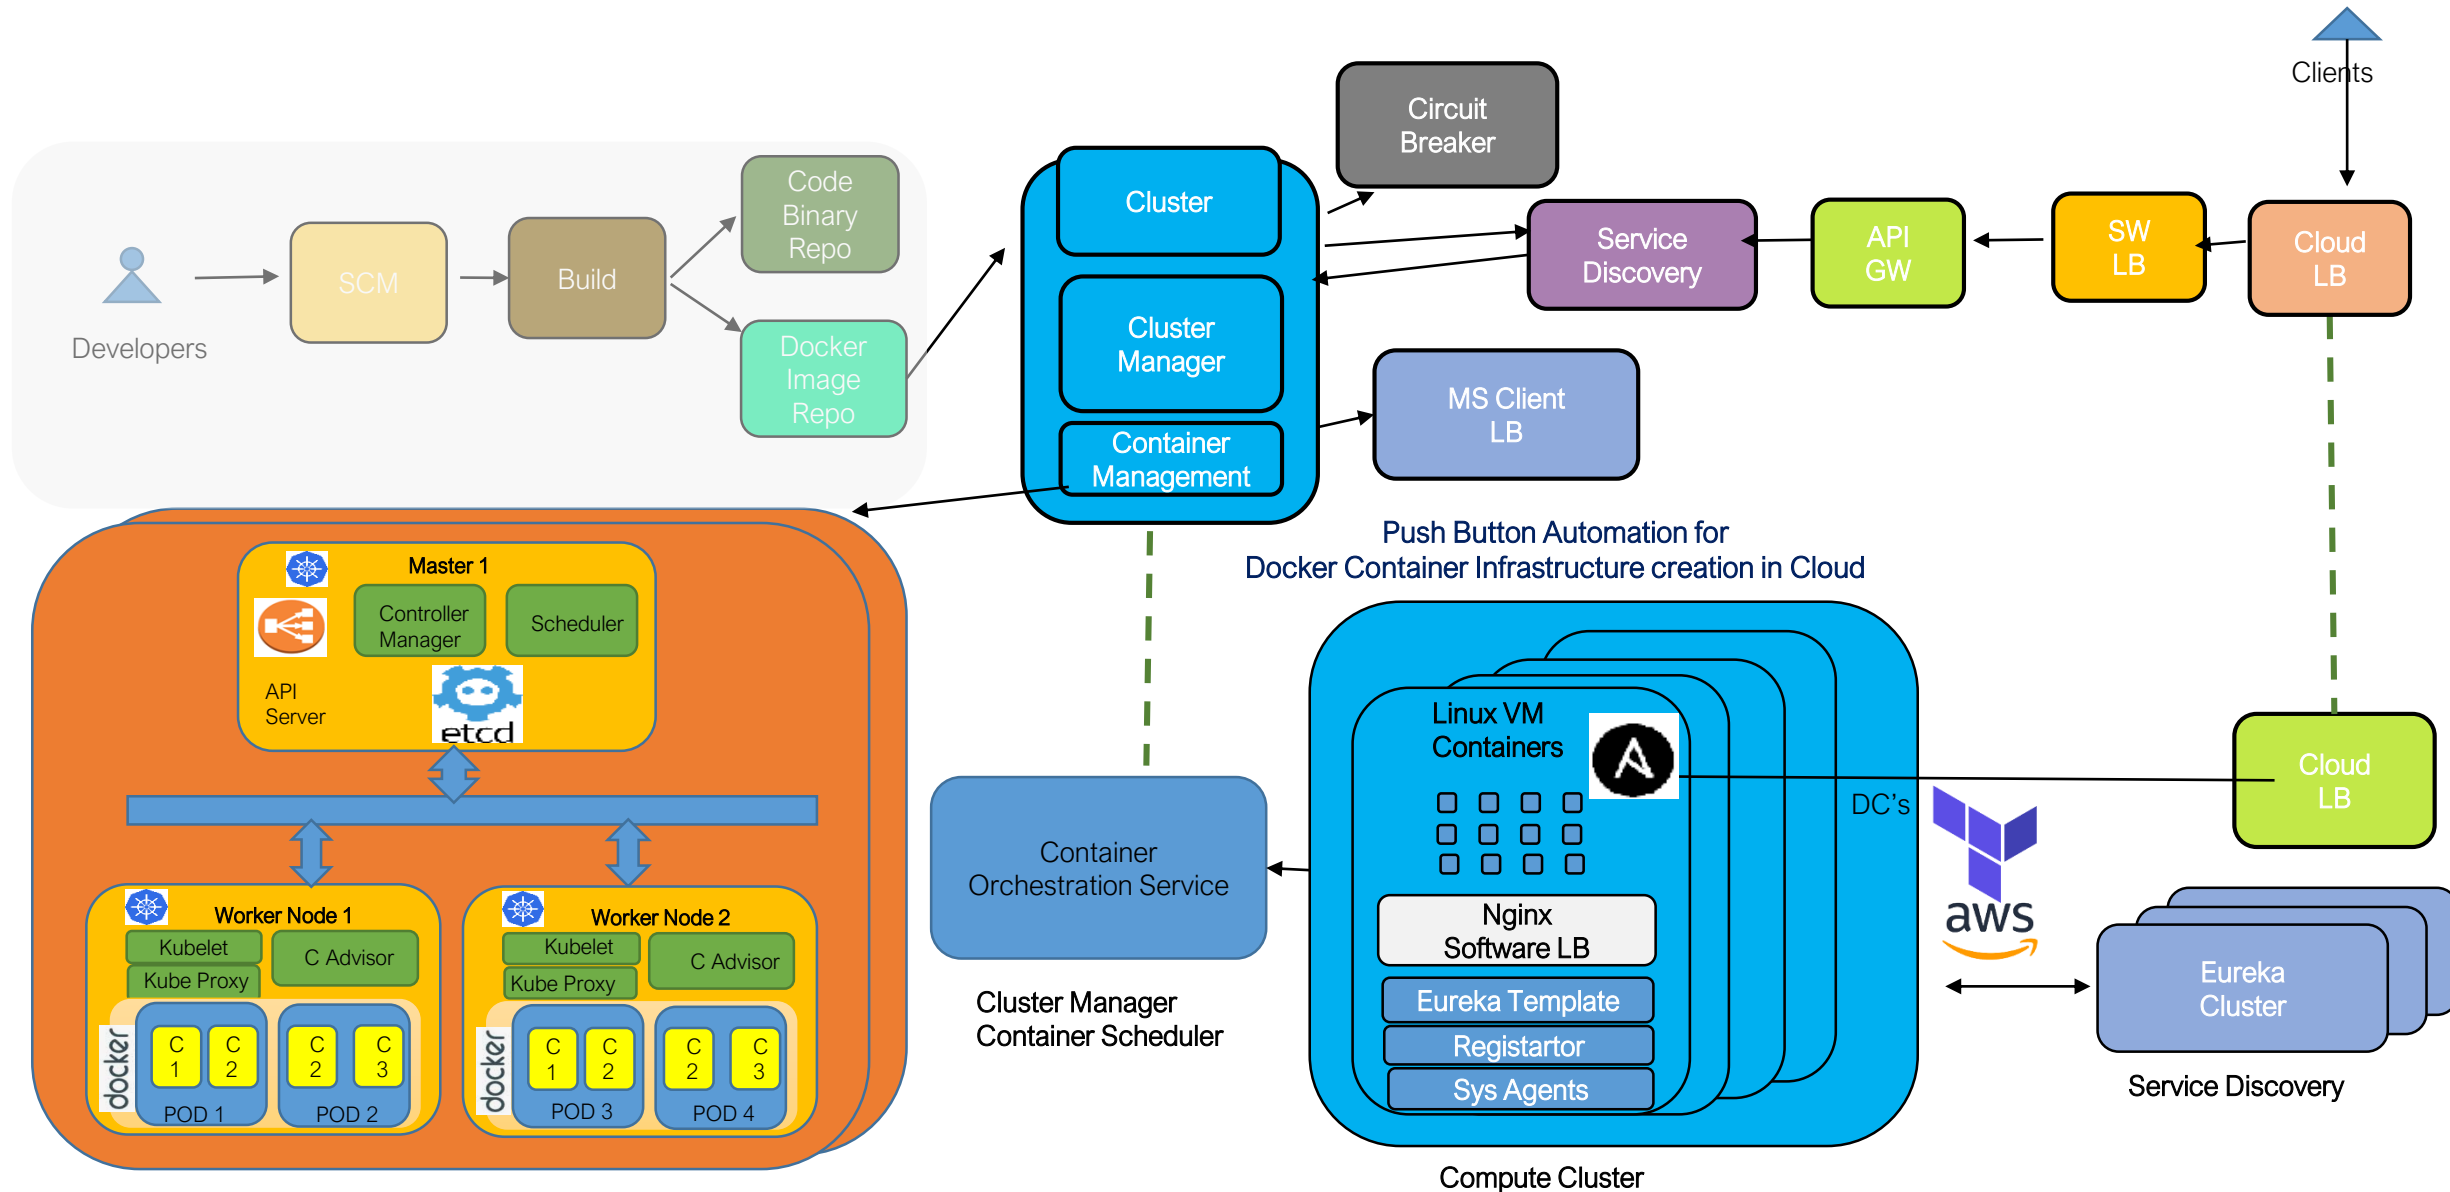 Clients
Circuit
Breaker
Code
Binary
Repo
Cluster
Service
Discovery
API
GW
SW
LB
Cloud
LB
SCM
Build
Developers
Docker
Image
Repo
Cluster
Manager
MS Client
LB
Container
Management
Push Button Automation for
Docker Container Infrastructure creation in Cloud
Master 1
Controller
Manager
Scheduler
API
Server
etcd
Linux VM
Containers
DC's
Cloud
LB
Container
Orchestration Service
Worker Node 1
Kubelet
C Advisor
Kube Proxy
docker
C
1
C
2
C
2
C
3
POD 1
POD 2
Worker Node 2
Kubelet
C Advisor
Kube Proxy
docker
C
1
C
2
C
2
C
3
POD 3
POD 4
Nginx
Software LB
Eureka Template
Registartor
Sys Agents
aws
Eureka
Cluster
Cluster Manager
Container Scheduler
Service Discovery
Compute Cluster